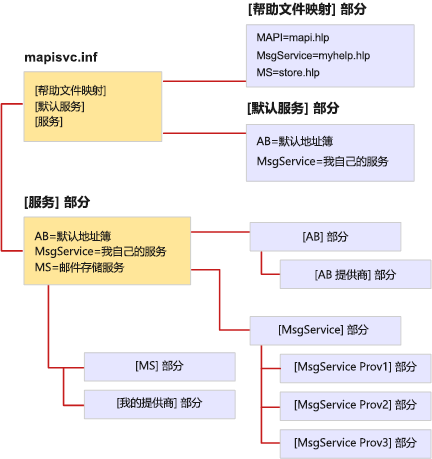 [帮助文件映射] 部分
MAPI=mapi.hlp
MsgService=myhelp.hlp
MS=store.hlp
mapisvc.inf
[帮助文件映射]
[默认服务]
[服务]
[默认服务] 部分
AB=默认地址簿
MsgService=我自己的服务
[服务] 部分
AB=默认地址簿
MsgService=我自己的服务
MS=邮件存储服务
[AB] 部分
[AB 提供商] 部分
[MsgService] 部分
[MS] 部分
[MsgService Prov1] 部分
[我的提供商] 部分
[MsgService Prov2] 部分
[MsgService Prov3] 部分